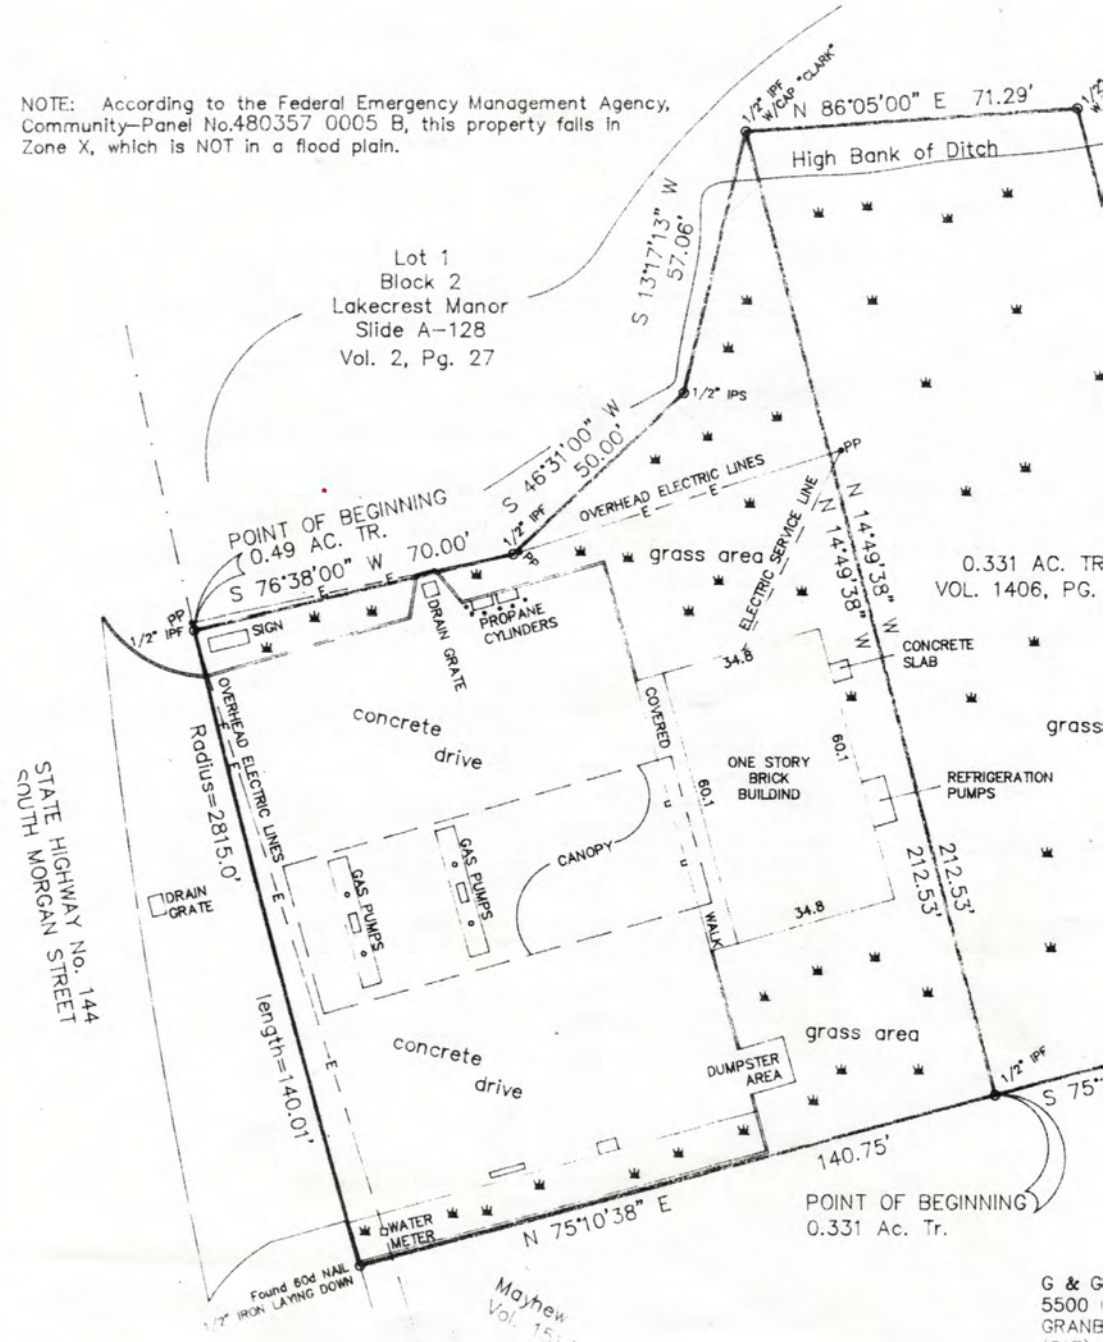 NOTE: According to the Federal Emergency Management Agency,
Community-Panel No.480357 0005 B, this property falls in
Zone X, which is NOT in a flood plain.
1/2" IPF
W/CAP "CLARK"
N 86°05'00" E 71.29'
1/2"
High Bank of Ditch
Lot 1
Block 2
Lakecrest Manor
Slide A-128
Vol. 2, Pg. 27
S 13°17'13" W
57.06'
1/2" IPS
S 46°31'00" W
50.00'
OVERHEAD ELECTRIC LINES
E
E
PP
POINT OF BEGINNING
0.49 AC. TR.
S 76°38'00" W 70.00'
E
E
1/2" IPF
PP
PP
1/2" IPF
SIGN
DRAIN GRATE
PROPANE
CYLINDERS
grass area
ELECTRIC SERVICE LINE
N 14°49'38" W
N 14°49'38" W
0.331 AC. TR
VOL. 1406, PG.
CONCRETE
SLAB
34.8
OVERHEAD ELECTRIC LINES
E
E
E
E
concrete
drive
COVERED
WALK
60.1
ONE STORY
BRICK
BUILDIND
60.1
grass
REFRIGERATION
PUMPS
Radius=2815.0'
STATE HIGHWAY No. 144
SOUTH MORGAN STREET
DRAIN
GRATE
GAS PUMPS
GAS PUMPS
CANOPY
34.8
212.53'
212.53'
length=140.01'
concrete
drive
grass area
DUMPSTER
AREA
1/2" IPF
S 75°
140.75'
POINT OF BEGINNING
0.331 Ac. Tr.
WATER
METER
N 75°10'38" E
Found 60d NAIL
1/2" IRON LAYING DOWN
Mayhew
Vol.
G & G
5500
GRANB